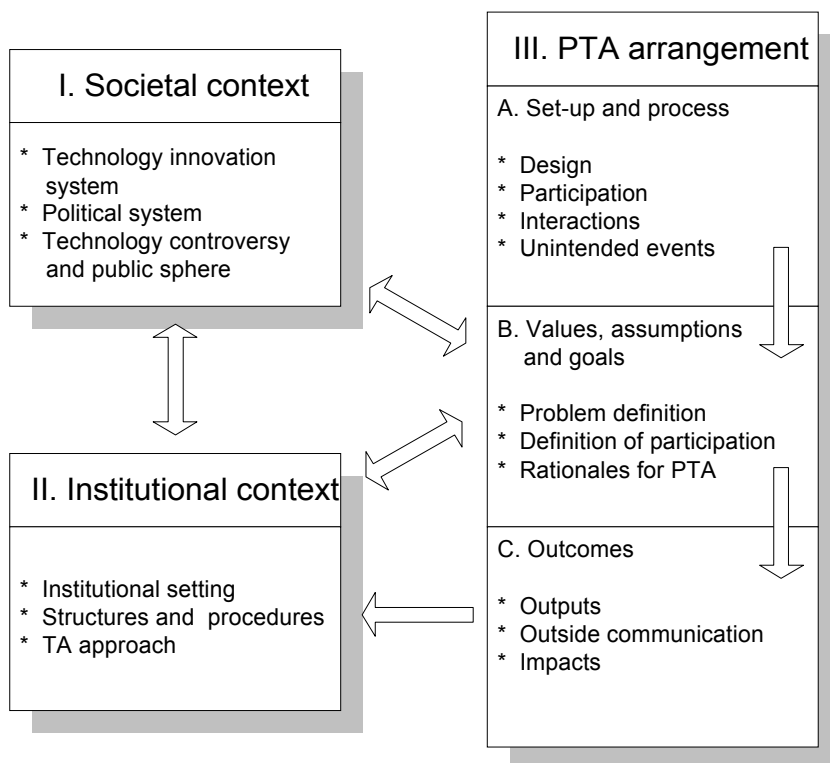 I. Societal context
* Technology innovation
system
* Political system
* Technology controversy
and public sphere
II. Institutional context
* Institutional setting
* Structures and procedures
* TA approach
III. PTA arrangement
A. Set-up and process
* Design
* Participation
* Interactions
* Unintended events
B. Values, assumptions
and goals
* Problem definition
* Definition of participation
* Rationales for PTA
C. Outcomes
* Outputs
* Outside communication
* Impacts